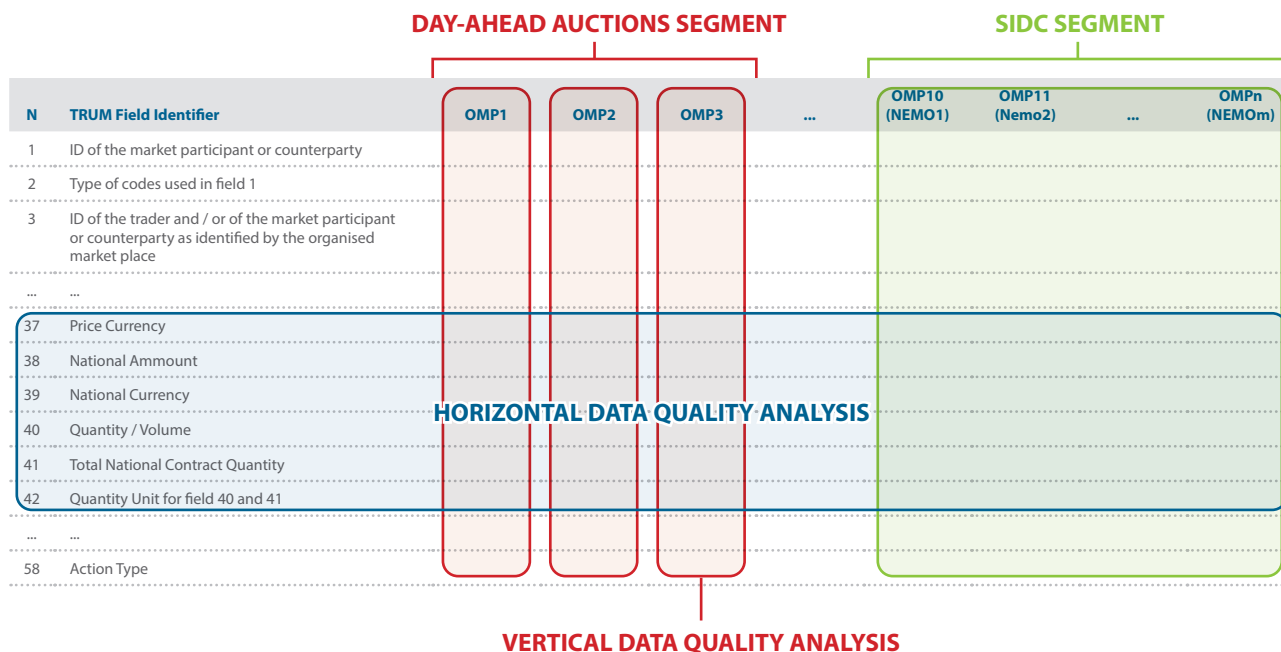 DAY-AHEAD AUCTIONS SEGMENT
SIDC SEGMENT
N TRUM Field Identifier OMP1 OMP2 OMP3 ... OMP10 (NEMO1) OMP11 (Nemo2) ... OMPn (NEMOm)
1 ID of the market participant or counterparty
2 Type of codes used in field 1
3 ID of the trader and / or of the market participant
or counterparty as identified by the organised
market place
... ...
37 Price Currency
38 National Ammount
39 National Currency
HORIZONTAL DATA QUALITY ANALYSIS
40 Quantity / Volume
41 Total National Contract Quantity
42 Quantity Unit for field 40 and 41
... ...
58 Action Type
VERTICAL DATA QUALITY ANALYSIS